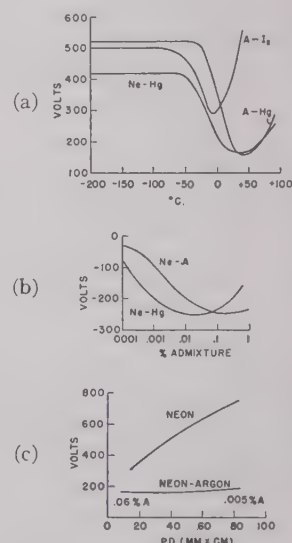 (a)
VOLTS
600
500
400
300
200
100
Ne-Hg
A-I₂
A-Hg
-200 -150 -100 -50 0 +50 +100
°C.
(b)
VOLTS
0
-100
-200
-300
Ne-A
Ne-Hg
.0001 .001 .01 .1 1
% ADMIXTURE
(c)
VOLTS
800
600
400
200
0
NEON
NEON-ARGON
.06%A .005%A
0 20 40 60 80 100
PD (MM × CM)